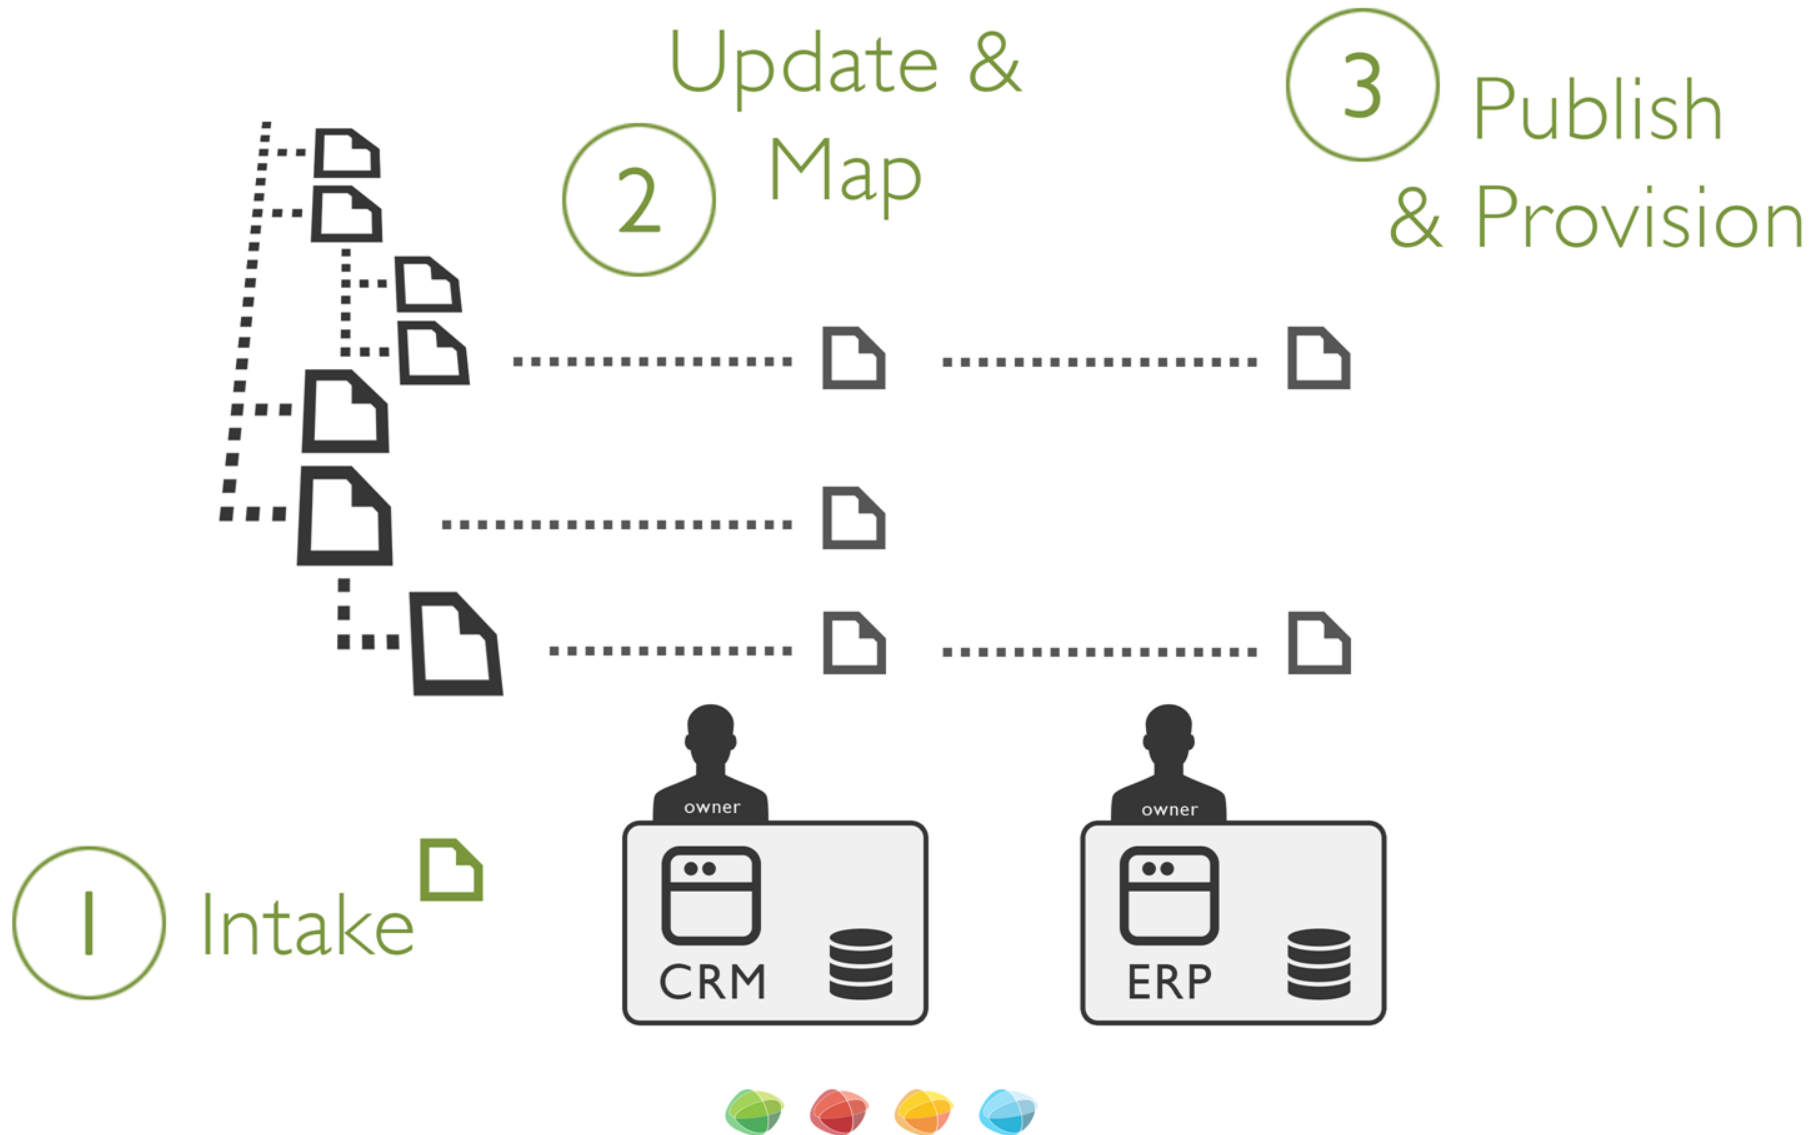 Update &
Map
2
3
Publish
& Provision
owner
owner
1
Intake
CRM
ERP